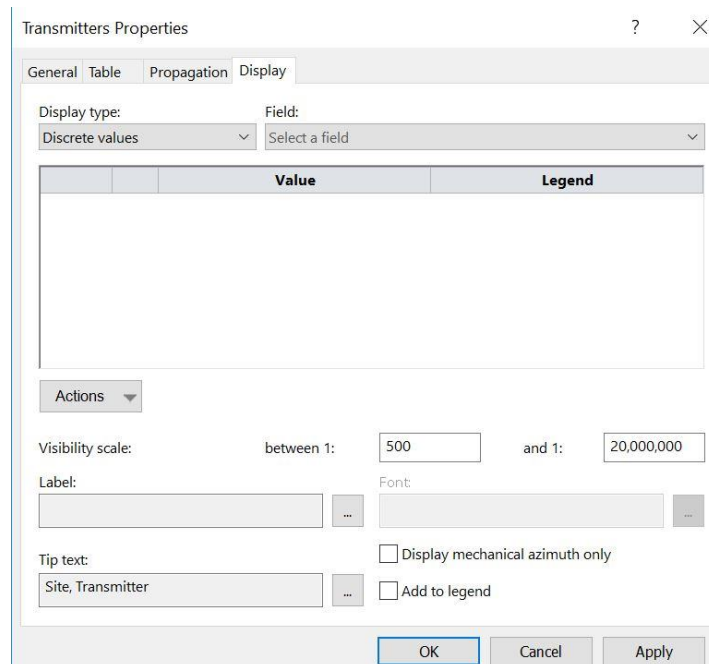 Transmitters Properties ?
General Table Propagation Display
Display type: Field:
Discrete values Select a field
Value Legend
Actions
Visibility scale: between 1: 500 and 1: 20,000,000
Label: Font:
... ...
Tip text: Display mechanical azimuth only
Site, Transmitter ... Add to legend
OK Cancel Apply